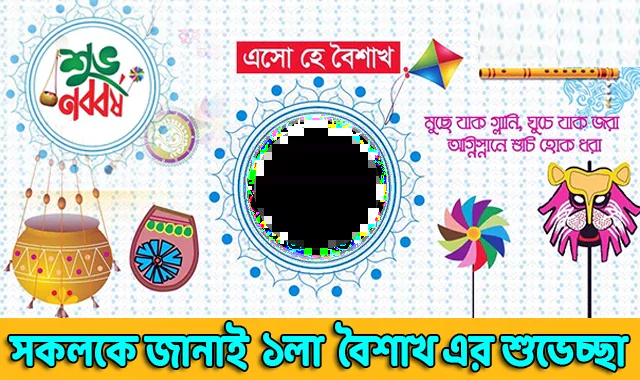 শুভ
নববর্ষ
এসো হে বৈশাখ
মুছে যাক গ্লানি, ঘুচে যাক জরা
অগ্নিস্নানে শুচি হোক ধরা
সকলকে জানাই ১লা বৈশাখ এর শুভেচ্ছা